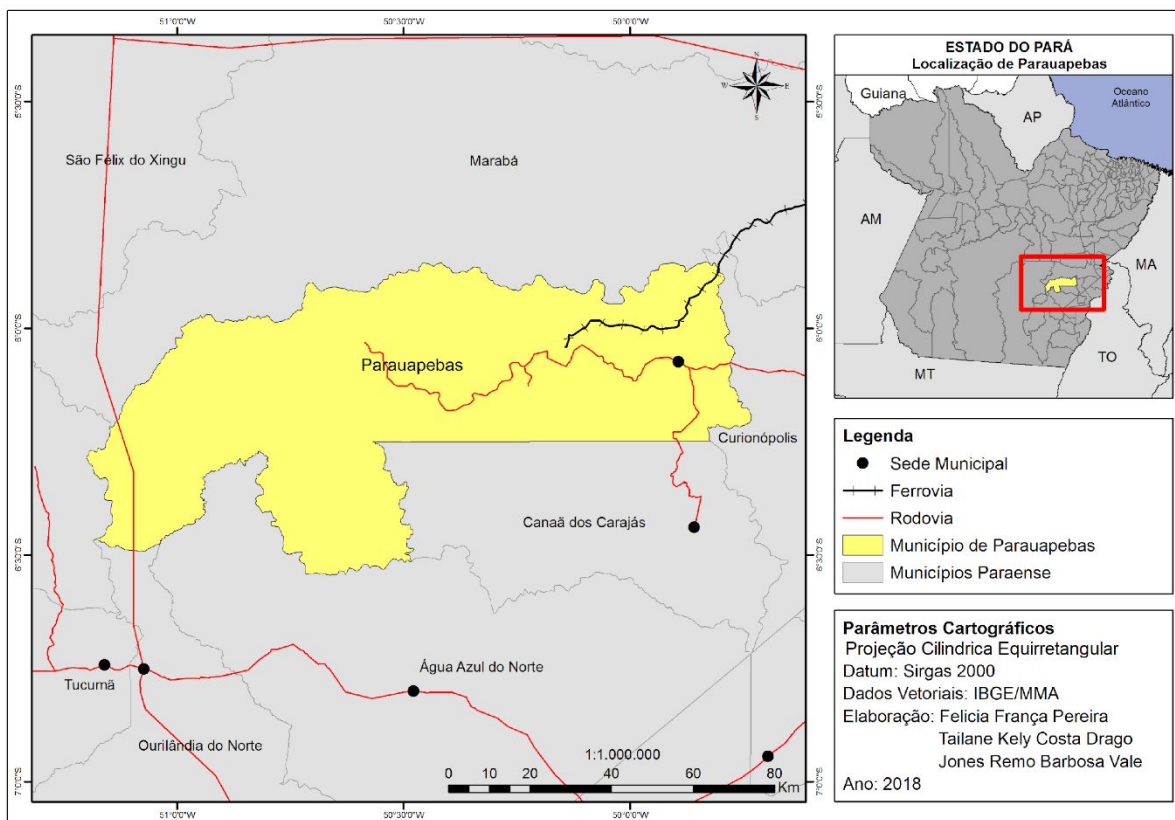 51°0'0"W
50°30'0"W
50°0'0"W
6°30'0"S
6°30'0"S
6°0'0"S
6°0'0"S
6°30'0"S
6°30'0"S
7°0'0"S
7°0'0"S
N
W
E
S
São Félix do Xingu
Marabá
Parauapebas
Curionópolis
Canaã dos Carajás
Água Azul do Norte
Tucumã
Ourilândia do Norte
1:1.000.000
0 10 20 40 60 80
Km
51°0'0"W
50°30'0"W
50°0'0"W
ESTADO DO PARÁ
Localização de Parauapebas
Guiana
Oceano
Atlântico
AP
AM
MA
TO
MT
Legenda
Sede Municipal
Ferrovia
Rodovia
Município de Parauapebas
Municípios Paraense
Parâmetros Cartográficos
Projeção Cilindrica Equirretangular
Datum: Sirgas 2000
Dados Vetoriais: IBGE/MMA
Elaboração: Felicia França Pereira
Tailane Kely Costa Drago
Jones Remo Barbosa Vale
Ano: 2018